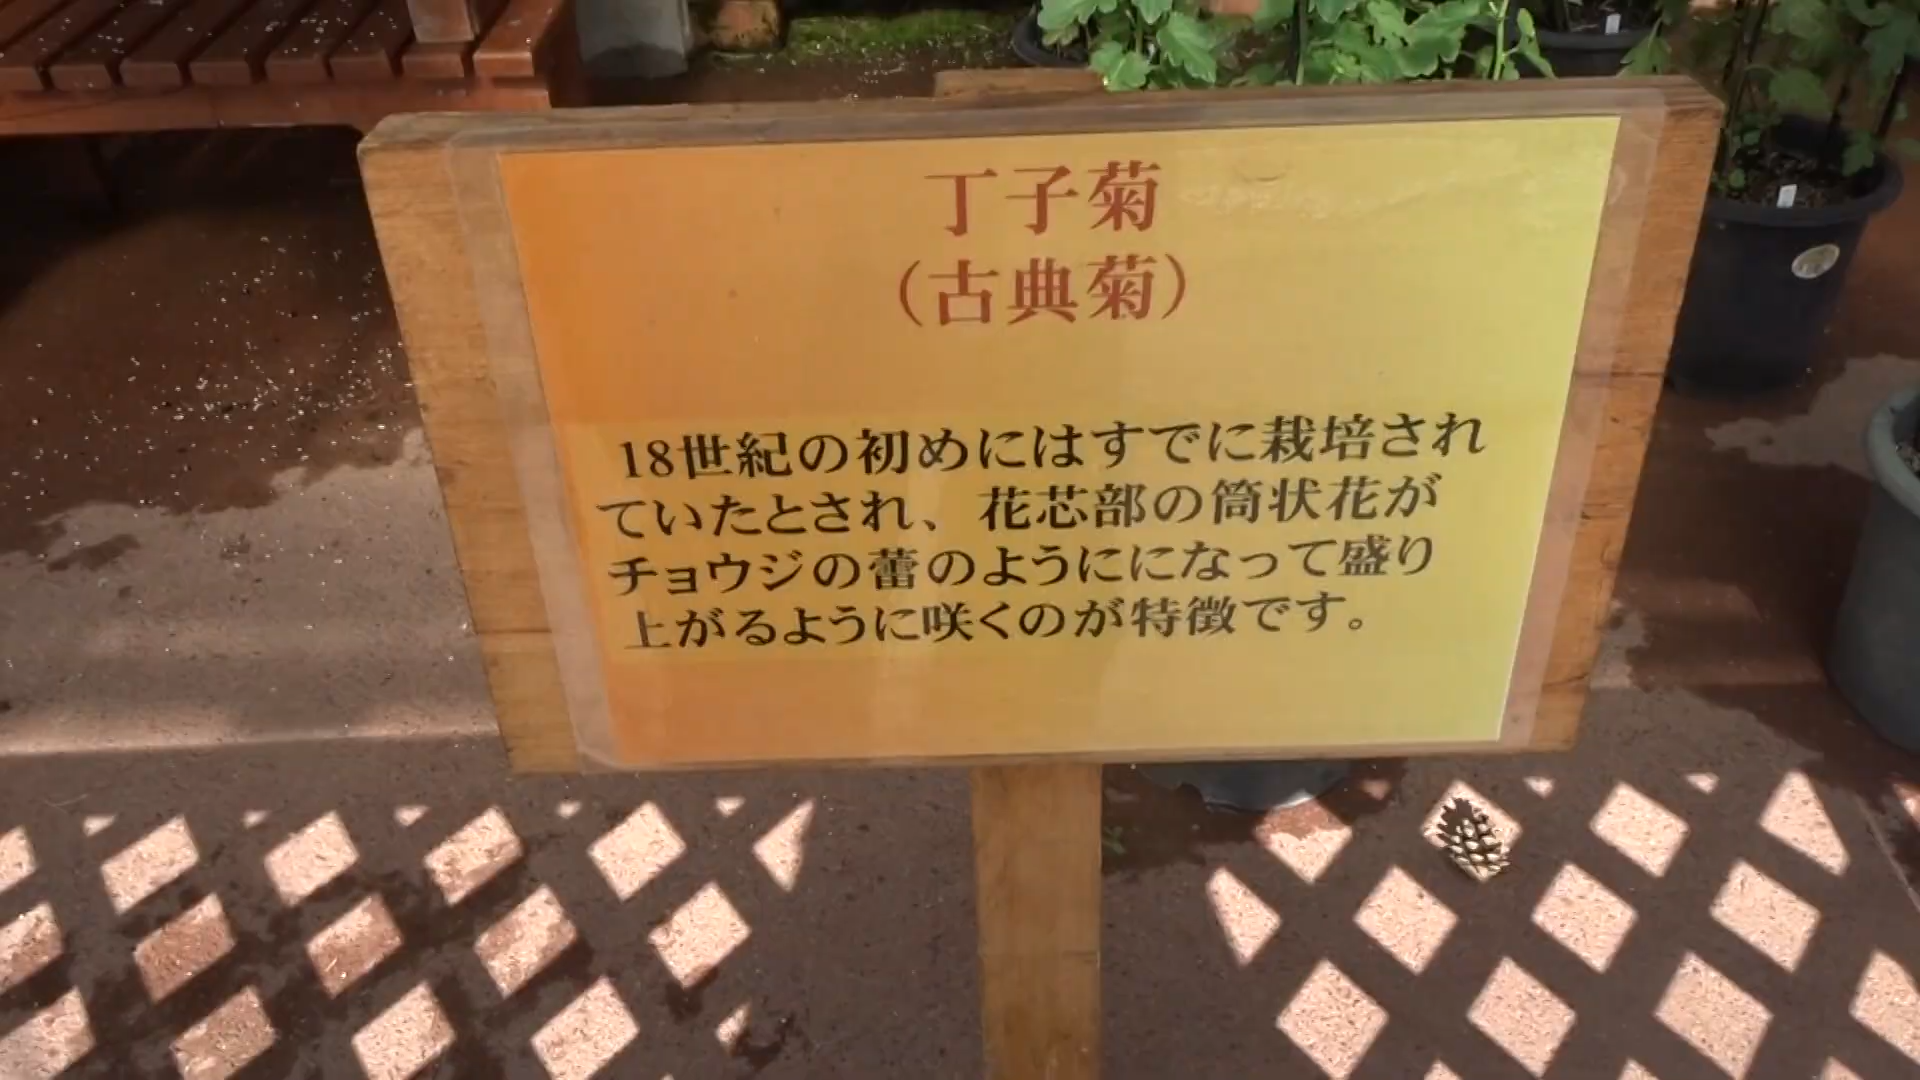 丁子菊
（古典菊）
18世紀の初めにはすでに栽培され
ていたとされ、花芯部の筒状花が
チョウジの蕾のようにになって盛り
上がるように咲くのが特徴です。